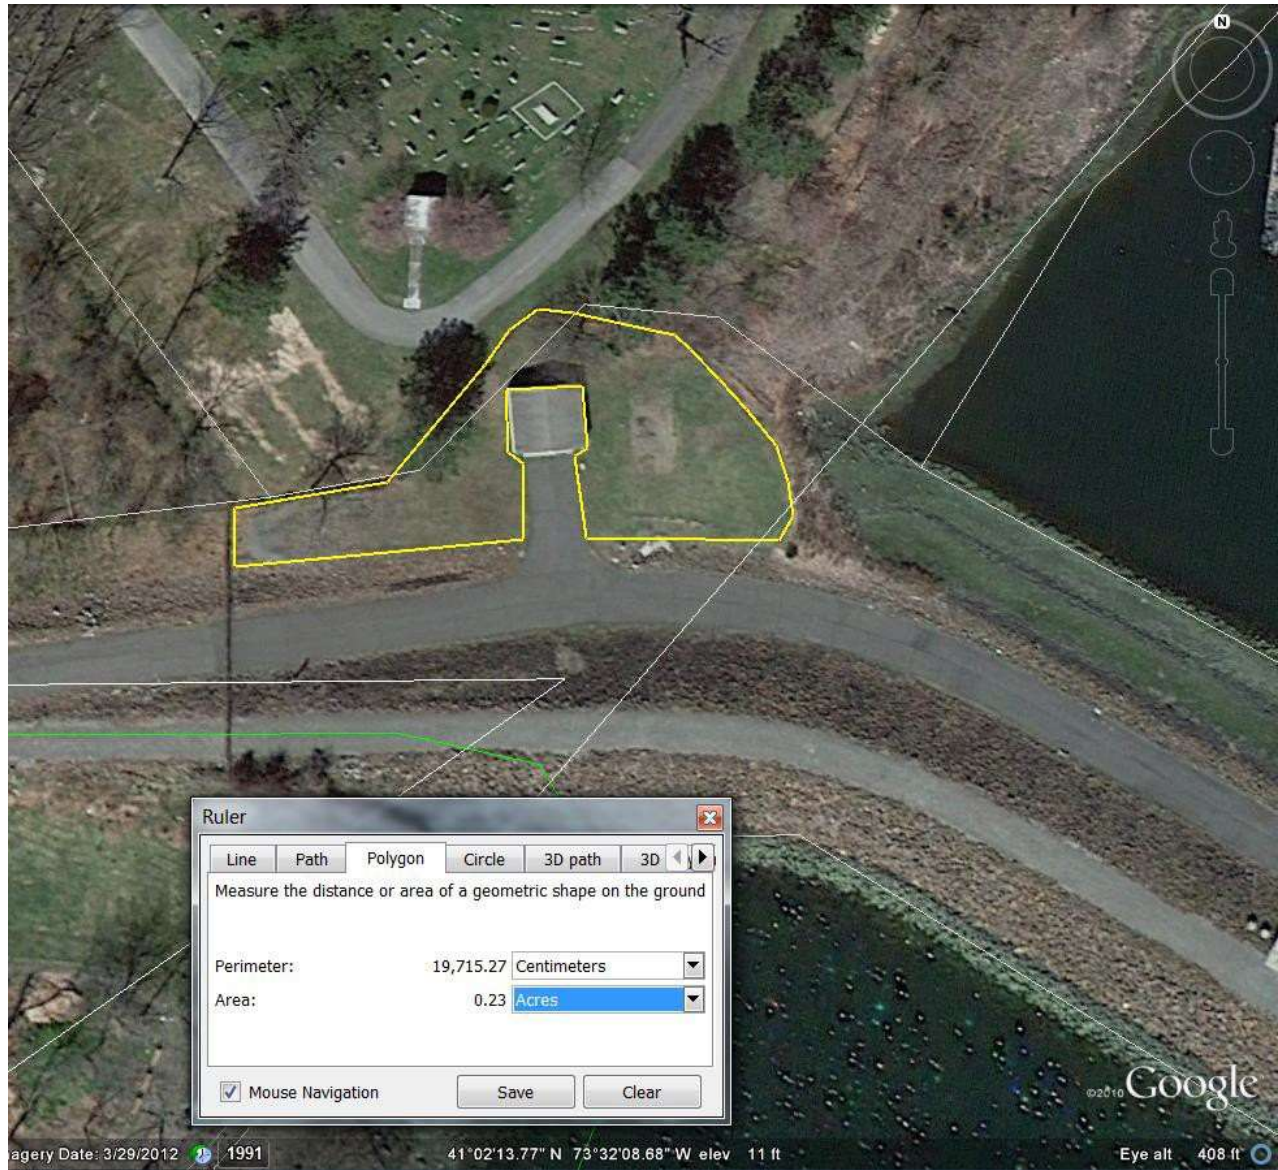 N
Ruler
Line Path Polygon Circle 3D path 3D
Measure the distance or area of a geometric shape on the ground
Perimeter: 19,715.27 Centimeters
Area: 0.23 Acres
Mouse Navigation Save Clear
©2010 Google
agery Date: 3/29/2012 1991 41°02'13.77" N 73°32'08.68" W elev 11 ft Eye alt 408 ft